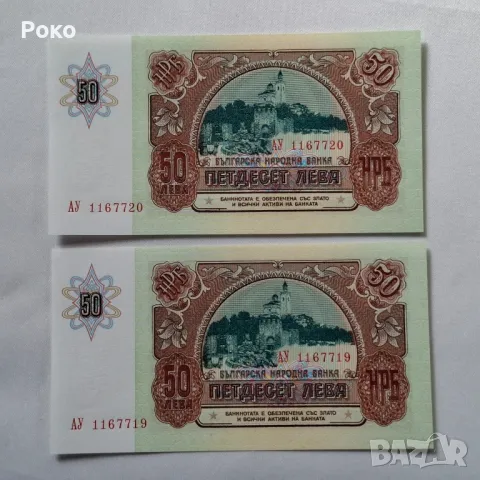 Poko
50
НРБ
50
АУ 1167720
БЪЛГАРСКА НАРОДНА БАНКА
50
ЛЕВА
ПЕТДЕСЕТ ЛЕВА
НРБ
БАНКНОТАТА Е ОБЕЗПЕЧЕНА СЪС ЗЛАТО
И ВСИЧКИ АКТИВИ НА БАНКАТА
АУ 1167720
50
НРБ
50
АУ 1167719
БЪЛГАРСКА НАРОДНА БАНКА
50
ЛЕВА
ПЕТДЕСЕТ ЛЕВА
НРБ
БАНКНОТАТА Е ОБЕЗПЕЧЕНА СЪС ЗЛАТО
И ВСИЧКИ АКТИВИ НА БАНКАТА
АУ 1167719
BAZAR